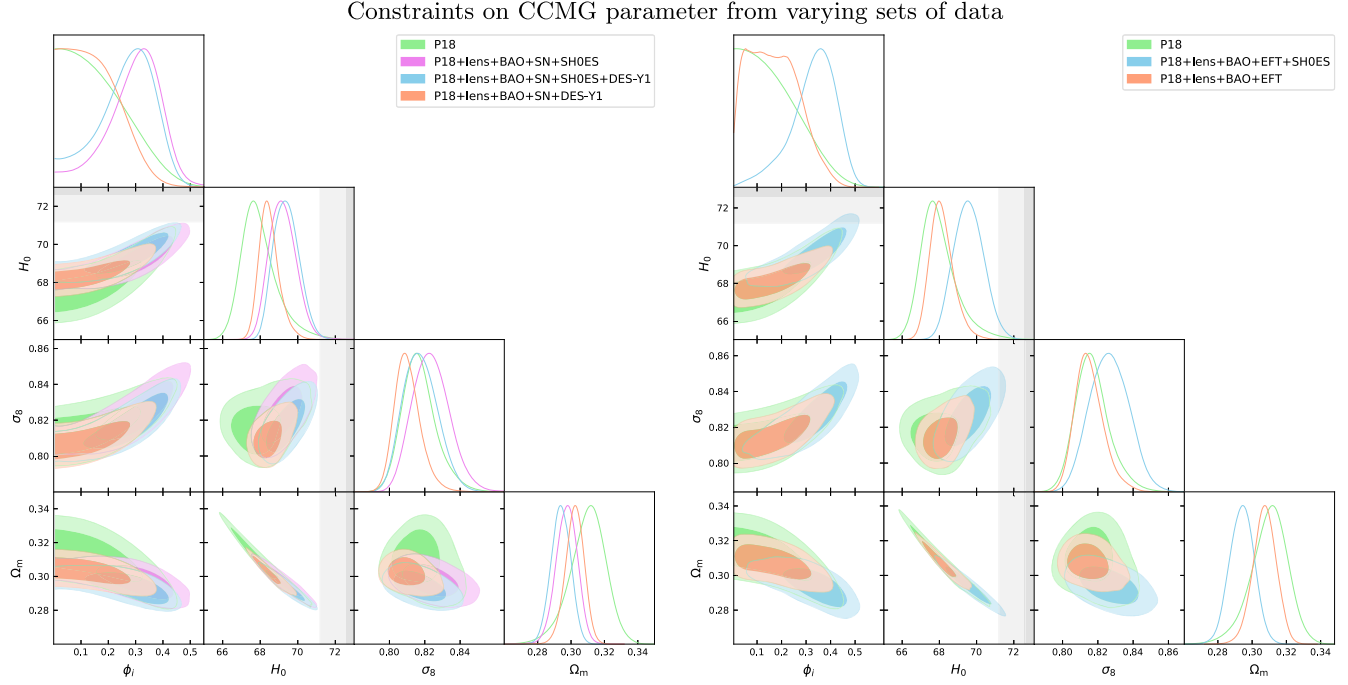 Constraints on CCMG parameter from varying sets of data
P18
P18+lens+BAO+SN+SH0ES
P18+lens+BAO+SN+SH0ES+DES-Y1
P18+lens+BAO+SN+DES-Y1
72
70
68
66
H₀
0.86
0.84
0.82
0.80
σ₈
0.34
0.32
0.30
0.28
Ωₘ
0.1 0.2 0.3 0.4 0.5
ϕᵢ
66 68 70 72
H₀
0.80 0.82 0.84
σ₈
0.28 0.30 0.32 0.34
Ωₘ
P18
P18+lens+BAO+EFT+SH0ES
P18+lens+BAO+EFT
72
70
68
66
H₀
0.86
0.84
0.82
0.80
σ₈
0.34
0.32
0.30
0.28
Ωₘ
0.1 0.2 0.3 0.4 0.5
ϕᵢ
66 68 70 72
H₀
0.80 0.82 0.84 0.86
σ₈
0.28 0.30 0.32 0.34
Ωₘ